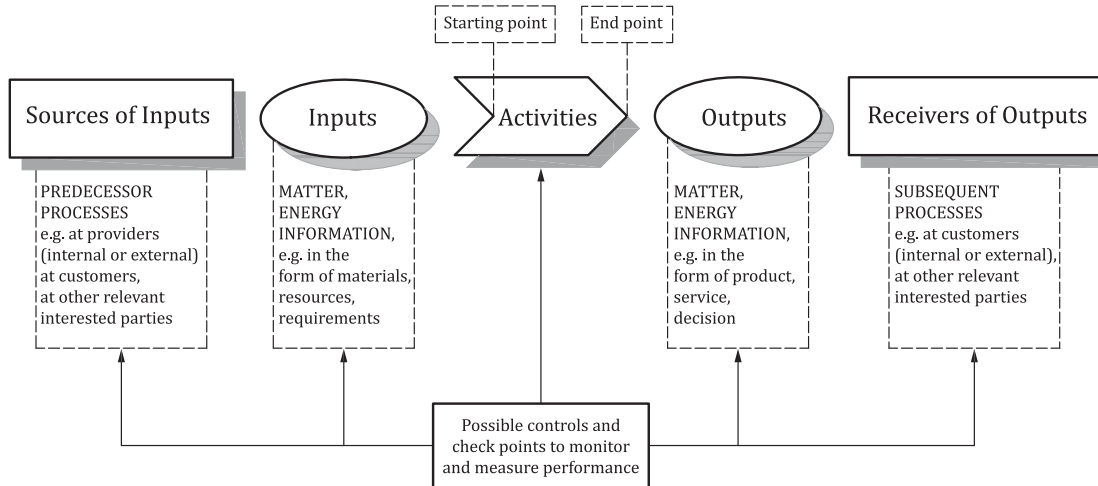 Starting point
End point
Sources of Inputs
Inputs
Activities
Outputs
Receivers of Outputs
PREDECESSOR
PROCESSES
e.g. at providers
(internal or external)
at customers,
at other relevant
interested parties
MATTER,
ENERGY
INFORMATION,
e.g. in the
form of materials,
resources,
requirements
MATTER,
ENERGY
INFORMATION,
e.g. in the
form of product,
service,
decision
SUBSEQUENT
PROCESSES
e.g. at customers
(internal or external),
at other relevant
interested parties
Possible controls and
check points to monitor
and measure performance